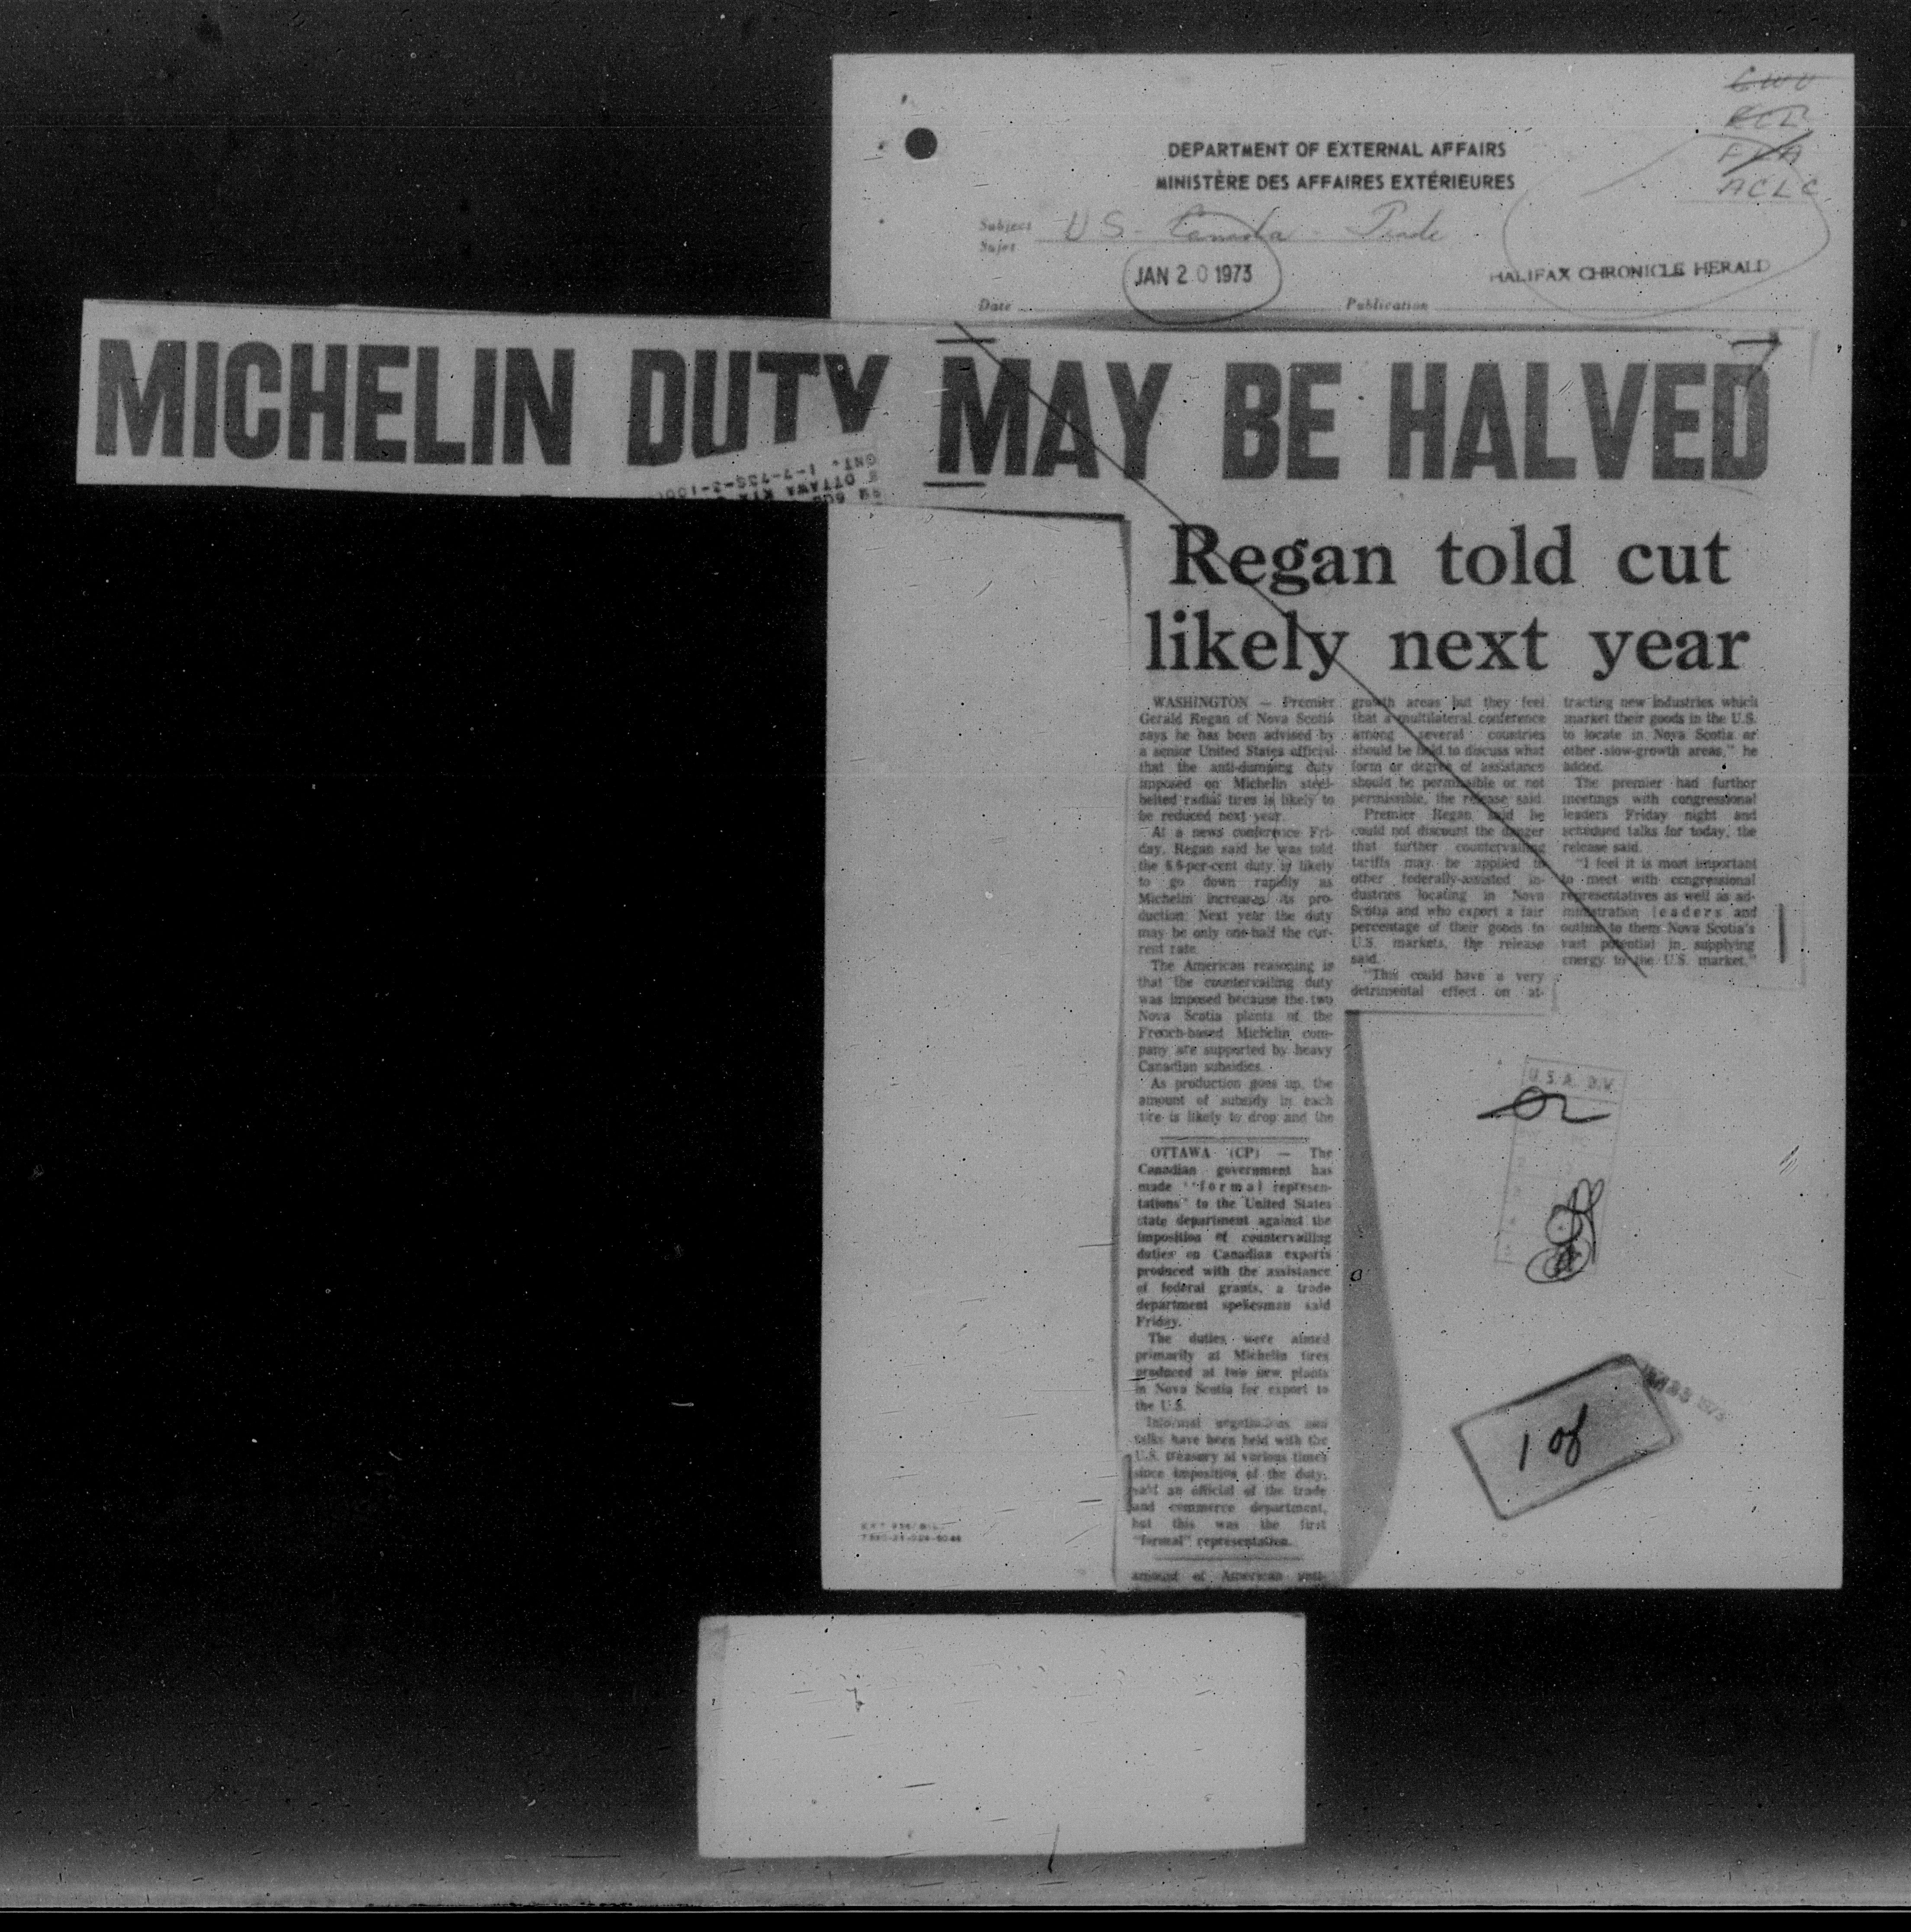 DEPARTMENT OF EXTERNAL AFFAIRS
MINISTÈRE DES AFFAIRES EXTÉRIEURES
ACLC
Subject
Sujet
U S - Canada - Trade
JAN 20 1973
HALIFAX CHRONICLE HERALD
Date
Publication
MICHELIN DUTY MAY BE HALVED
Regan told cut
likely next year
WASHINGTON — Premier
Gerald Regan of Nova Scotia
says he has been advised by
a senior United States official
that the anti-dumping duty
imposed on Michelin steel-
belted radial tires is likely to
be reduced next year.
At a news conference Fri-
day, Regan said he was told
the 6.6-per-cent duty is likely
to go down rapidly as
Michelin increases its pro-
duction. Next year the duty
may be only one-half the cur-
rent rate.
The American reasoning is
that the countervailing duty
was imposed because the two
Nova Scotia plants of the
French-based Michelin com-
pany are supported by heavy
Canadian subsidies.
As production goes up, the
amount of subsidy in each
tire is likely to drop and the
OTTAWA (CP) — The
Canadian government has
made "formal represen-
tations" to the United States
state department against the
imposition of countervailing
duties on Canadian exports
produced with the assistance
of federal grants, a trade
department spokesman said
Friday.
The duties were aimed
primarily at Michelin tires
produced at two new plants
in Nova Scotia for export to
the U.S.
Informal negotiations and
talks have been held with the
U.S. treasury at various times
since imposition of the duty,
said an official of the trade
and commerce department,
but this was the first
"formal" representation.
amount of American
growth areas but they feel
that a multilateral conference
among several countries
should be held to discuss what
form or degree of assistance
should be permissible or not
permissible, the release said.
Premier Regan said he
could not discount the danger
that further countervailing
tariffs may be applied to
other federally-assisted in-
dustries locating in Nova
Scotia and who export a fair
percentage of their goods to
U.S. markets, the release
said.
"This could have a very
detrimental effect on at-
tracting new industries which
market their goods in the U.S.
to locate in Nova Scotia or
other slow-growth areas," he
added.
The premier had further
meetings with congressional
leaders Friday night and
scheduled talks for today, the
release said.
"I feel it is most important
to meet with congressional
representatives as well as ad-
ministration leaders and
outline to them Nova Scotia's
vast potential in supplying
energy to the U.S. market."
U.S.A. D.V.
1 of